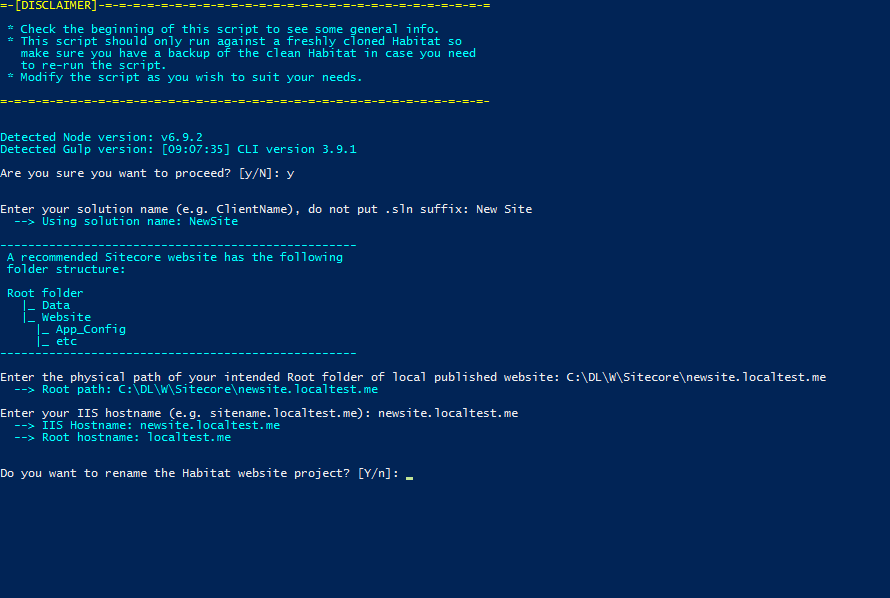 =-[DISCLAIMER]-=-=-=-=-=-=-=-=-=-=-=-=-=-=-=-=-=-=-=-=-=-=-=-=-=-=-=-=
 * Check the beginning of this script to see some general info.
 * This script should only run against a freshly cloned Habitat so
   make sure you have a backup of the clean Habitat in case you need
   to re-run the script.
 * Modify the script as you wish to suit your needs.
=-=-=-=-=-=-=-=-=-=-=-=-=-=-=-=-=-=-=-=-=-=-=-=-=-=-=-=-=-=-=-=-=-=-=-
Detected Node version: v6.9.2
Detected Gulp version: [09:07:35] CLI version 3.9.1
Are you sure you want to proceed? [y/N]: y
Enter your solution name (e.g. ClientName), do not put .sln suffix: New Site
  --> Using solution name: NewSite
---------------------------------------------------
 A recommended Sitecore website has the following
 folder structure:
 Root folder
   |_ Data
   |_ Website
     |_ App_Config
     |_ etc
---------------------------------------------------
Enter the physical path of your intended Root folder of local published website: C:\DL\W\Sitecore\newsite.localtest.me
  --> Root path: C:\DL\W\Sitecore\newsite.localtest.me
Enter your IIS hostname (e.g. sitename.localtest.me): newsite.localtest.me
  --> IIS Hostname: newsite.localtest.me
  --> Root hostname: localtest.me
Do you want to rename the Habitat website project? [Y/n]: _